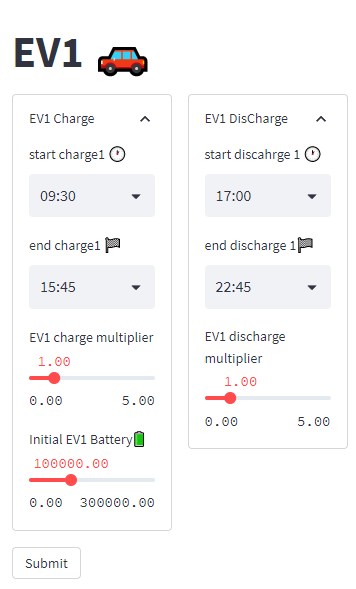 EV1
EV1 Charge
start charge1
09:30
end charge1
15:45
EV1 charge multiplier
1.00
0.00 5.00
Initial EV1 Battery
100000.00
0.00 300000.00
EV1 DisCharge
start discahrge 1
17:00
end discharge 1
22:45
EV1 discharge
multiplier
1.00
0.00 5.00
Submit